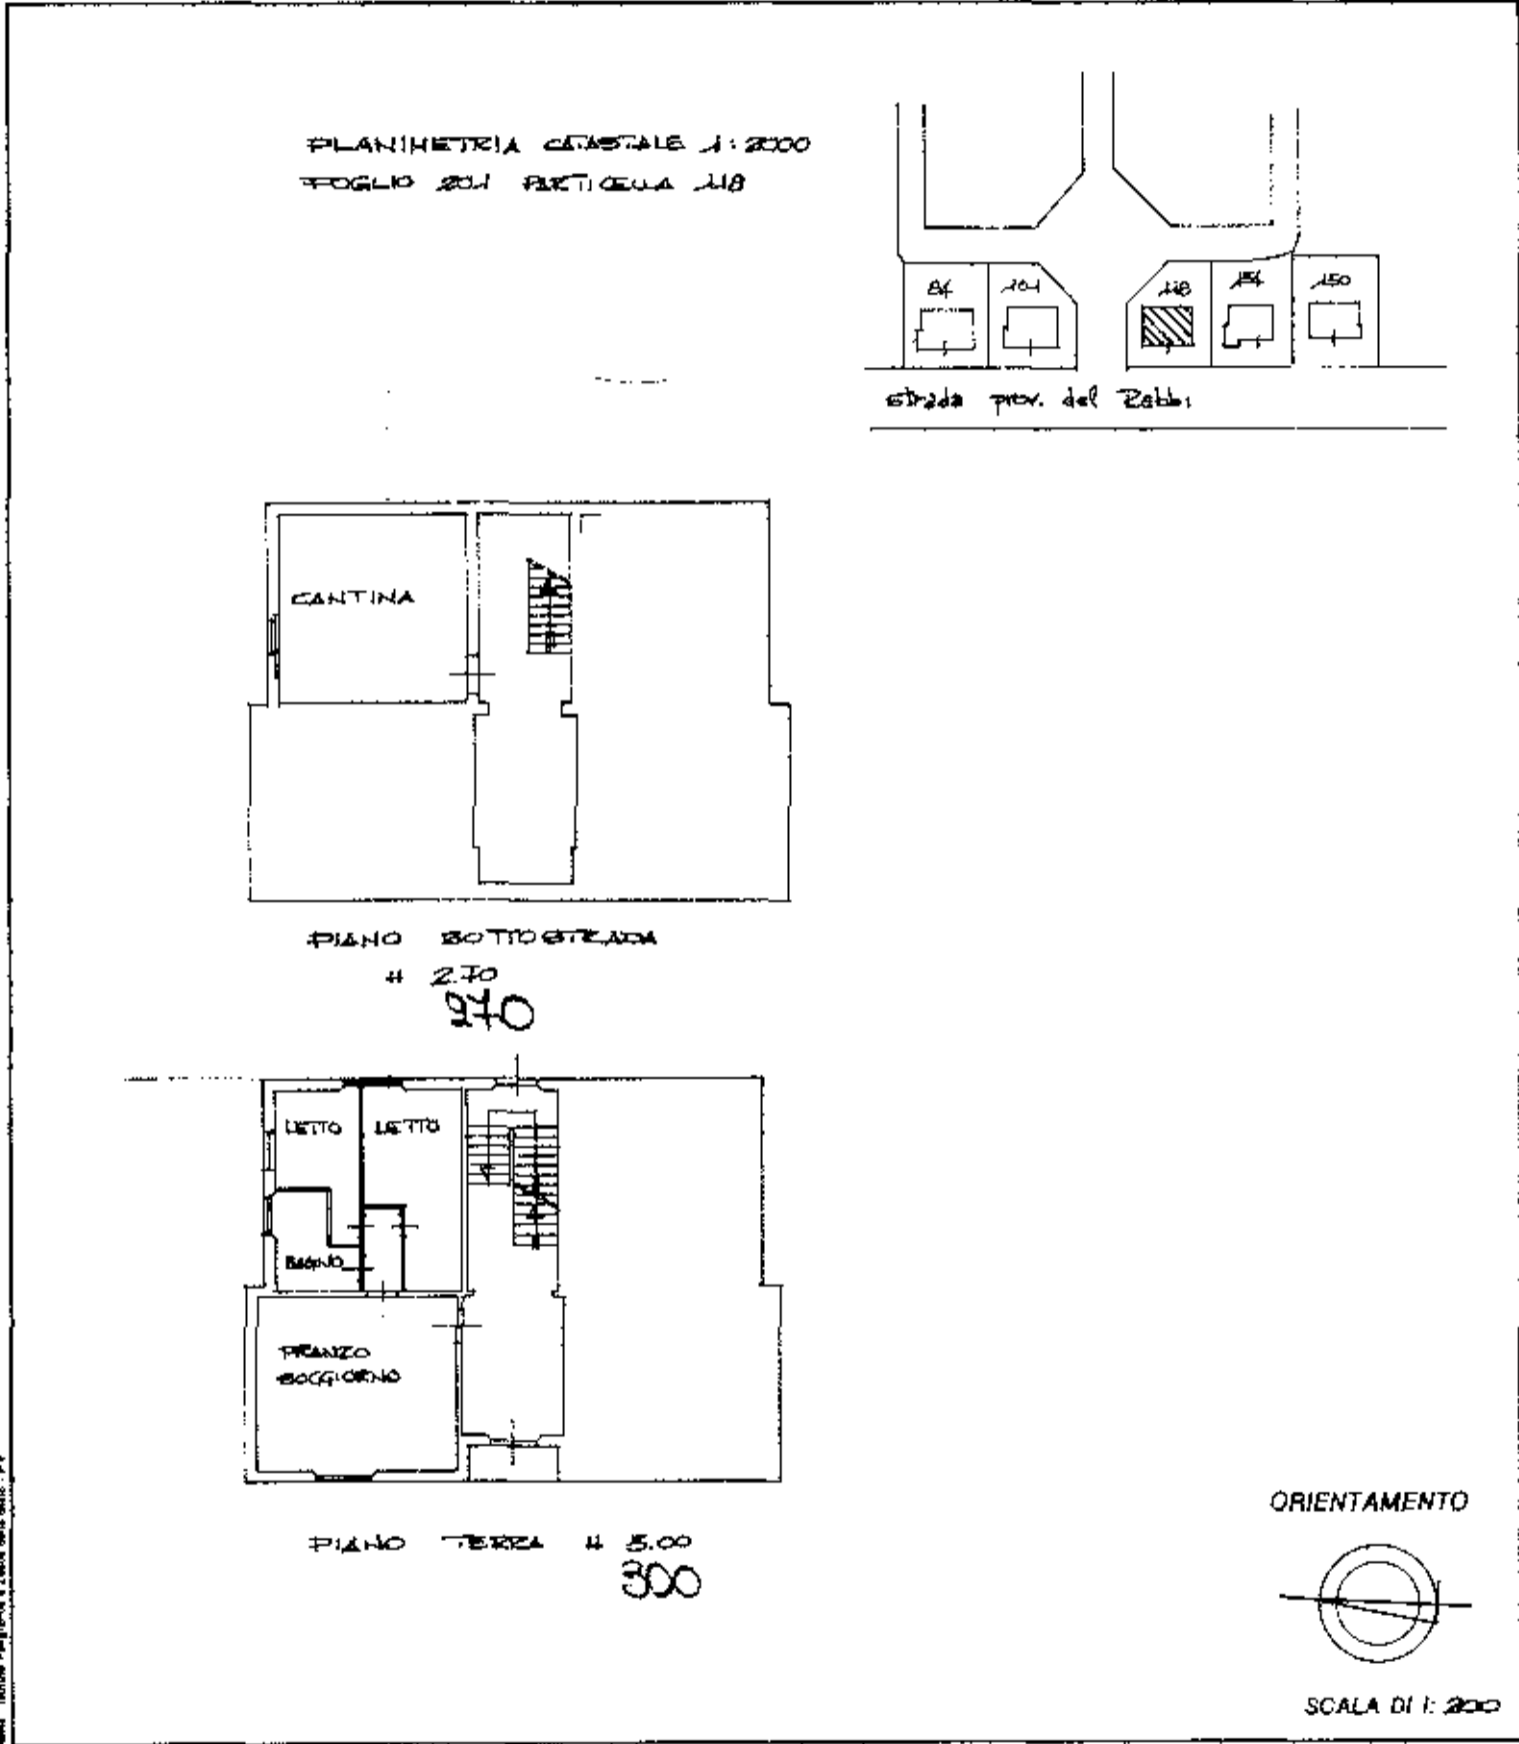 PLANIMETRIA CATASTALE 1:2000
FOGLIO 201 PARTICELLA 118
84
101
118
154
150
strada prov. del Rabbi
CANTINA
PIANO SOTTOSTRADA
H 2.70
270
LETTO
LETTO
BAGNO
PRANZO
SOGGIORNO
PIANO TERRA H 3.00
300
ORIENTAMENTO
SCALA DI 1: 200